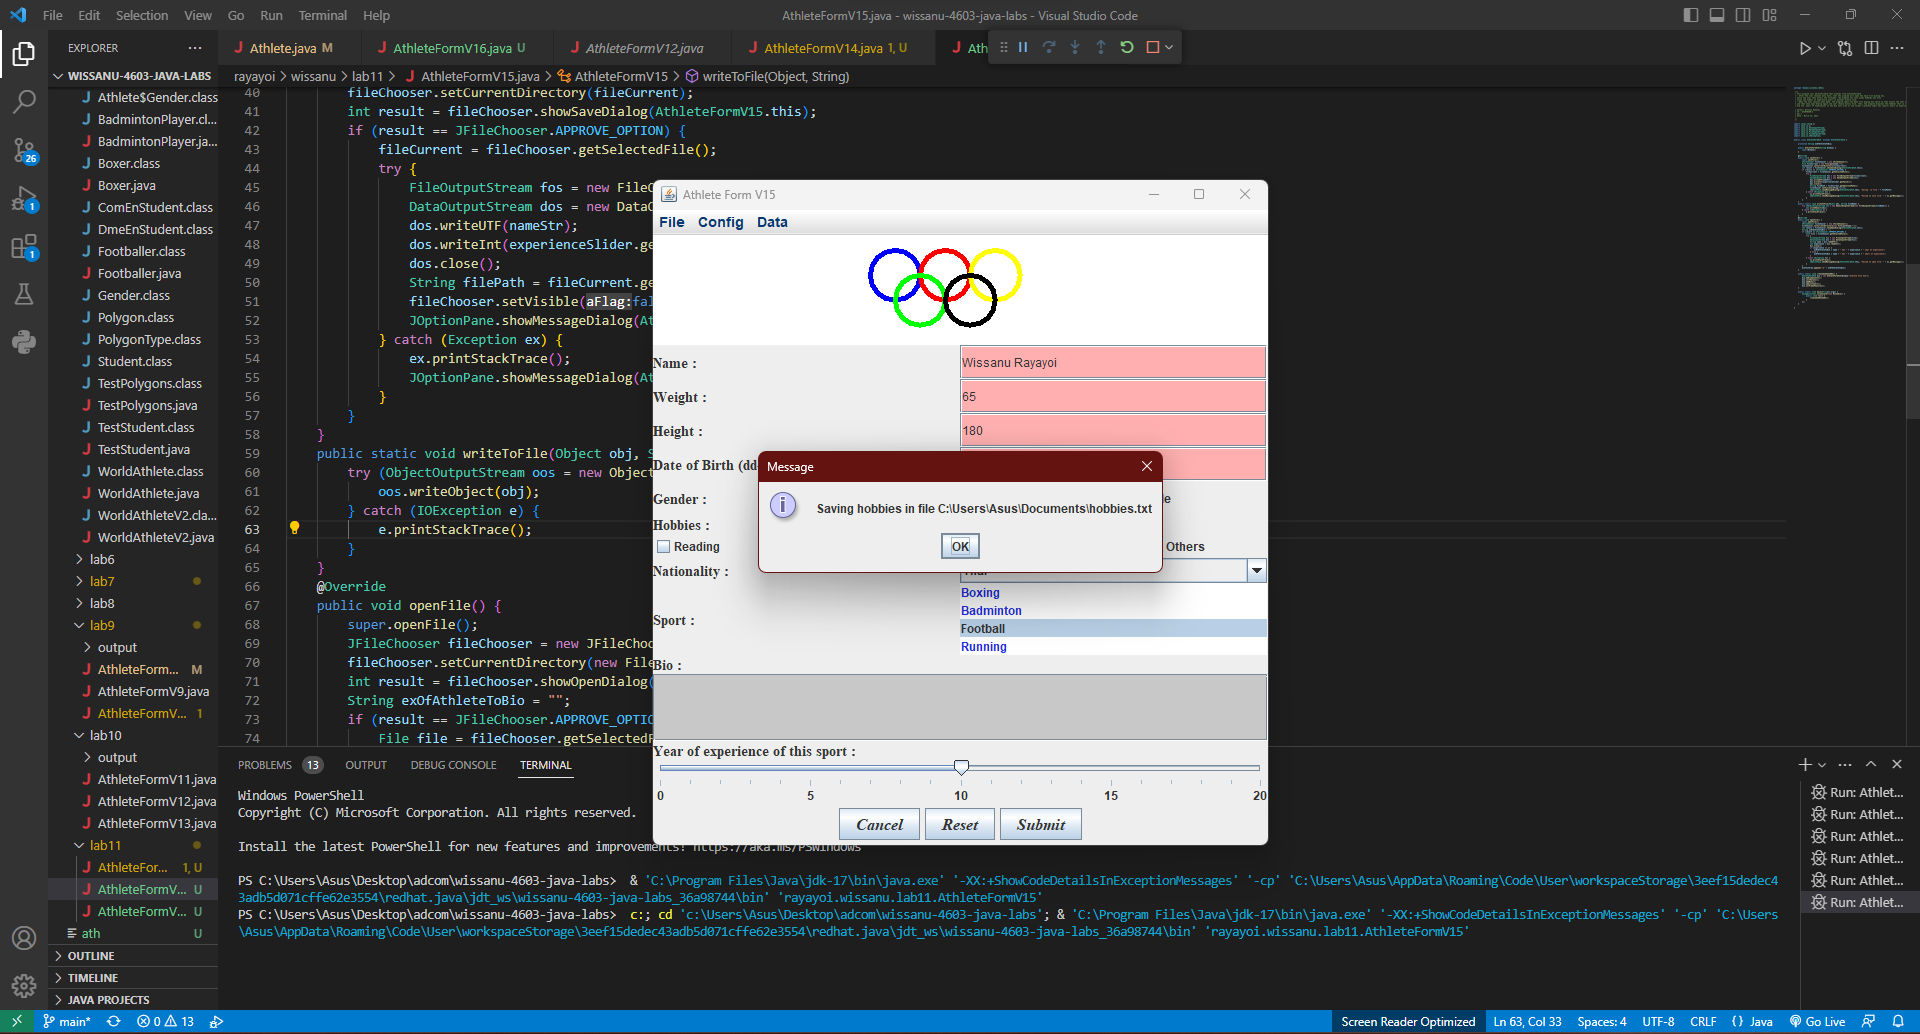 File Edit Selection View Go Run Terminal Help
AthleteFormV15.java - wissanu-4603-java-labs - Visual Studio Code
EXPLORER
Athlete.java M
AthleteFormV16.java U
AthleteFormV12.java
AthleteFormV14.java 1, U
Ath
WISSANU-4603-JAVA-LABS
rayayoi > wissanu > lab11 > AthleteFormV15.java > AthleteFormV15 > writeToFile(Object, String)
Athlete$Gender.class
BadmintonPlayer.cl...
BadmintonPlayer.ja...
Boxer.class
Boxer.java
ComEnStudent.class
DmeEnStudent.class
Footballer.class
Footballer.java
Gender.class
Polygon.class
PolygonType.class
Student.class
TestPolygons.class
TestPolygons.java
TestStudent.class
TestStudent.java
WorldAthlete.class
WorldAthlete.java
WorldAthleteV2.cla...
WorldAthleteV2.java
lab6
lab7
lab8
lab9
output
AthleteForm... M
AthleteFormV9.java
AthleteFormV... 1
lab10
output
AthleteFormV11.java
AthleteFormV12.java
AthleteFormV13.java
lab11
AthleteFor... 1, U
AthleteFormV... U
AthleteFormV... U
ath U
OUTLINE
TIMELINE
JAVA PROJECTS
26
1
1
40 fileChooser.setCurrentDirectory(fileCurrent);
41 int result = fileChooser.showSaveDialog(AthleteFormV15.this);
42 if (result == JFileChooser.APPROVE_OPTION) {
43 fileCurrent = fileChooser.getSelectedFile();
44 try {
45 FileOutputStream fos = new FileO
46 DataOutputStream dos = new DataO
47 dos.writeUTF(nameStr);
48 dos.writeInt(experienceSlider.ge
49 dos.close();
50 String filePath = fileCurrent.ge
51 fileChooser.setVisible(aFlag:fal
52 JOptionPane.showMessageDialog(At
53 } catch (Exception ex) {
54 ex.printStackTrace();
55 JOptionPane.showMessageDialog(At
56 }
57 }
58 }
59 public static void writeToFile(Object obj, S
60 try (ObjectOutputStream oos = new Object
61 oos.writeObject(obj);
62 } catch (IOException e) {
63 e.printStackTrace();
64 }
65 }
66 @Override
67 public void openFile() {
68 super.openFile();
69 JFileChooser fileChooser = new JFileChoo
70 fileChooser.setCurrentDirectory(new File
71 int result = fileChooser.showOpenDialog(
72 String exOfAthleteToBio = "";
73 if (result == JFileChooser.APPROVE_OPTIO
74 File file = fileChooser.getSelectedF
Athlete Form V15
File Config Data
Name : Wissanu Rayayoi
Weight : 65
Height : 180
Date of Birth (dd
Gender : e
Hobbies :
Reading Others
Nationality :
Sport :
Boxing
Badminton
Football
Running
Bio :
Year of experience of this sport :
0 5 10 15 20
Cancel Reset Submit
Message
Saving hobbies in file C:\Users\Asus\Documents\hobbies.txt
OK
PROBLEMS 13 OUTPUT DEBUG CONSOLE TERMINAL
Windows PowerShell
Copyright (C) Microsoft Corporation. All rights reserved.
Install the latest PowerShell for new features and improvements! https://aka.ms/PSWindows
PS C:\Users\Asus\Desktop\adcom\wissanu-4603-java-labs> & 'C:\Program Files\Java\jdk-17\bin\java.exe' '-XX:+ShowCodeDetailsInExceptionMessages' '-cp' 'C:\Users\Asus\AppData\Roaming\Code\User\workspaceStorage\3eef15dedec4
3adb5d071cffe62e3554\redhat.java\jdt_ws\wissanu-4603-java-labs_36a98744\bin' 'rayayoi.wissanu.lab11.AthleteFormV15'
PS C:\Users\Asus\Desktop\adcom\wissanu-4603-java-labs> c:; cd 'c:\Users\Asus\Desktop\adcom\wissanu-4603-java-labs'; & 'C:\Program Files\Java\jdk-17\bin\java.exe' '-XX:+ShowCodeDetailsInExceptionMessages' '-cp' 'C:\Users
\Asus\AppData\Roaming\Code\User\workspaceStorage\3eef15dedec43adb5d071cffe62e3554\redhat.java\jdt_ws\wissanu-4603-java-labs_36a98744\bin' 'rayayoi.wissanu.lab11.AthleteFormV15'
Run: Athlet...
Run: Athlet...
Run: Athlet...
Run: Athlet...
Run: Athlet...
Run: Athlet...
main* 0 13
Screen Reader Optimized Ln 63, Col 33 Spaces: 4 UTF-8 CRLF { } Java Go Live